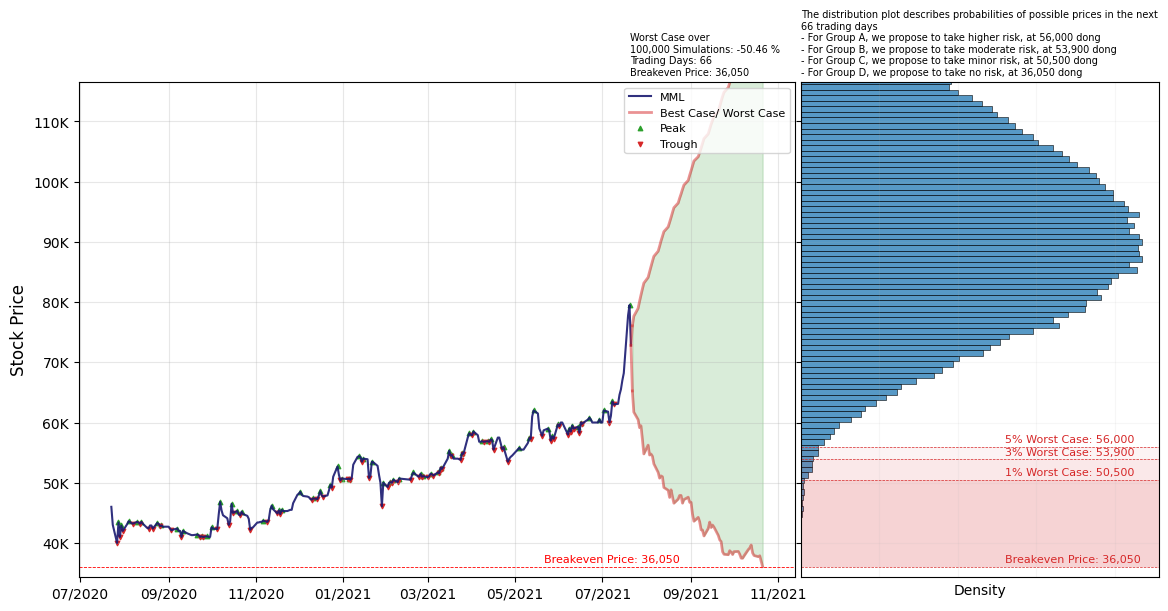 The distribution plot describes probabilities of possible prices in the next
66 trading days
- For Group A, we propose to take higher risk, at 56,000 dong
- For Group B, we propose to take moderate risk, at 53,900 dong
- For Group C, we propose to take minor risk, at 50,500 dong
- For Group D, we propose to take no risk, at 36,050 dong
Worst Case over
100,000 Simulations: -50.46 %
Trading Days: 66
Breakeven Price: 36,050
MML
Best Case/ Worst Case
Peak
Trough
Stock Price
110K
100K
90K
80K
70K
60K
50K
40K
Breakeven Price: 36,050
07/2020
09/2020
11/2020
01/2021
03/2021
05/2021
07/2021
09/2021
11/2021
5% Worst Case: 56,000
3% Worst Case: 53,900
1% Worst Case: 50,500
Breakeven Price: 36,050
Density